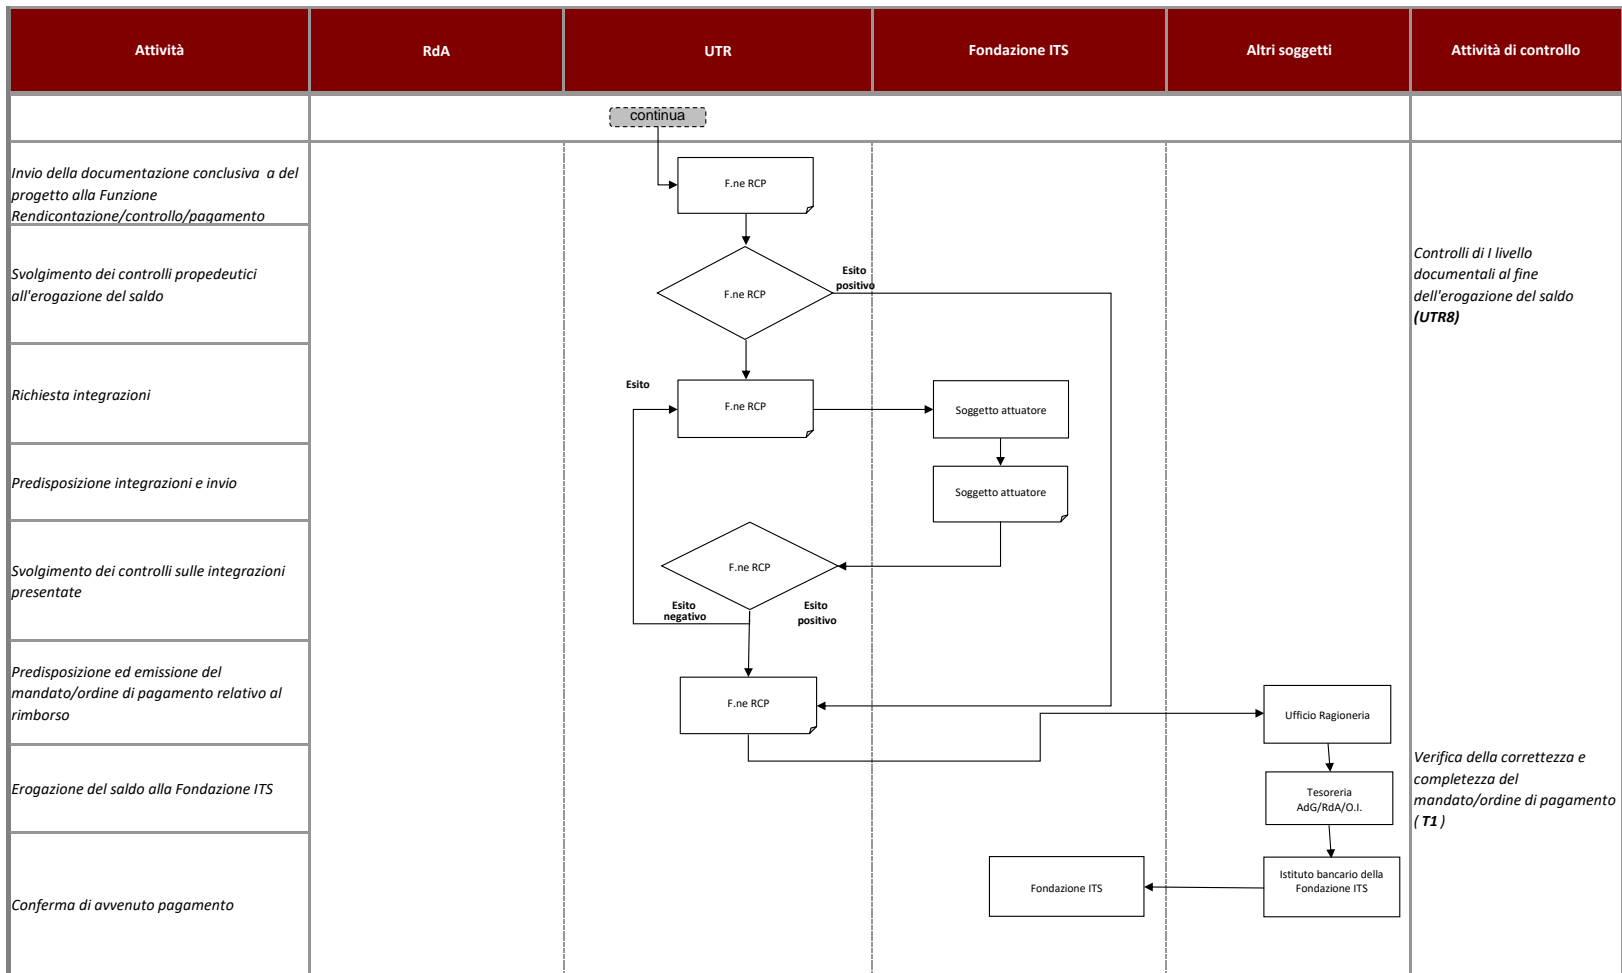 Attività
RdA
UTR
Fondazione ITS
Altri soggetti
Attività di controllo
continua
Invio della documentazione conclusiva  a del
progetto alla Funzione
Rendicontazione/controllo/pagamento
F.ne RCP
Svolgimento dei controlli propedeutici
all'erogazione del saldo
F.ne RCP
Esito
positivo
Controlli di I livello
documentali al fine
dell'erogazione del saldo
(UTR8)
Richiesta integrazioni
Esito
F.ne RCP
Soggetto attuatore
Predisposizione integrazioni e invio
Soggetto attuatore
Svolgimento dei controlli sulle integrazioni
presentate
F.ne RCP
Esito
negativo
Esito
positivo
Predisposizione ed emissione del
mandato/ordine di pagamento relativo al
rimborso
F.ne RCP
Ufficio Ragioneria
Erogazione del saldo alla Fondazione ITS
Tesoreria
AdG/RdA/O.I.
Verifica della correttezza e
completezza del
mandato/ordine di pagamento
( T1 )
Conferma di avvenuto pagamento
Fondazione ITS
Istituto bancario della
Fondazione ITS